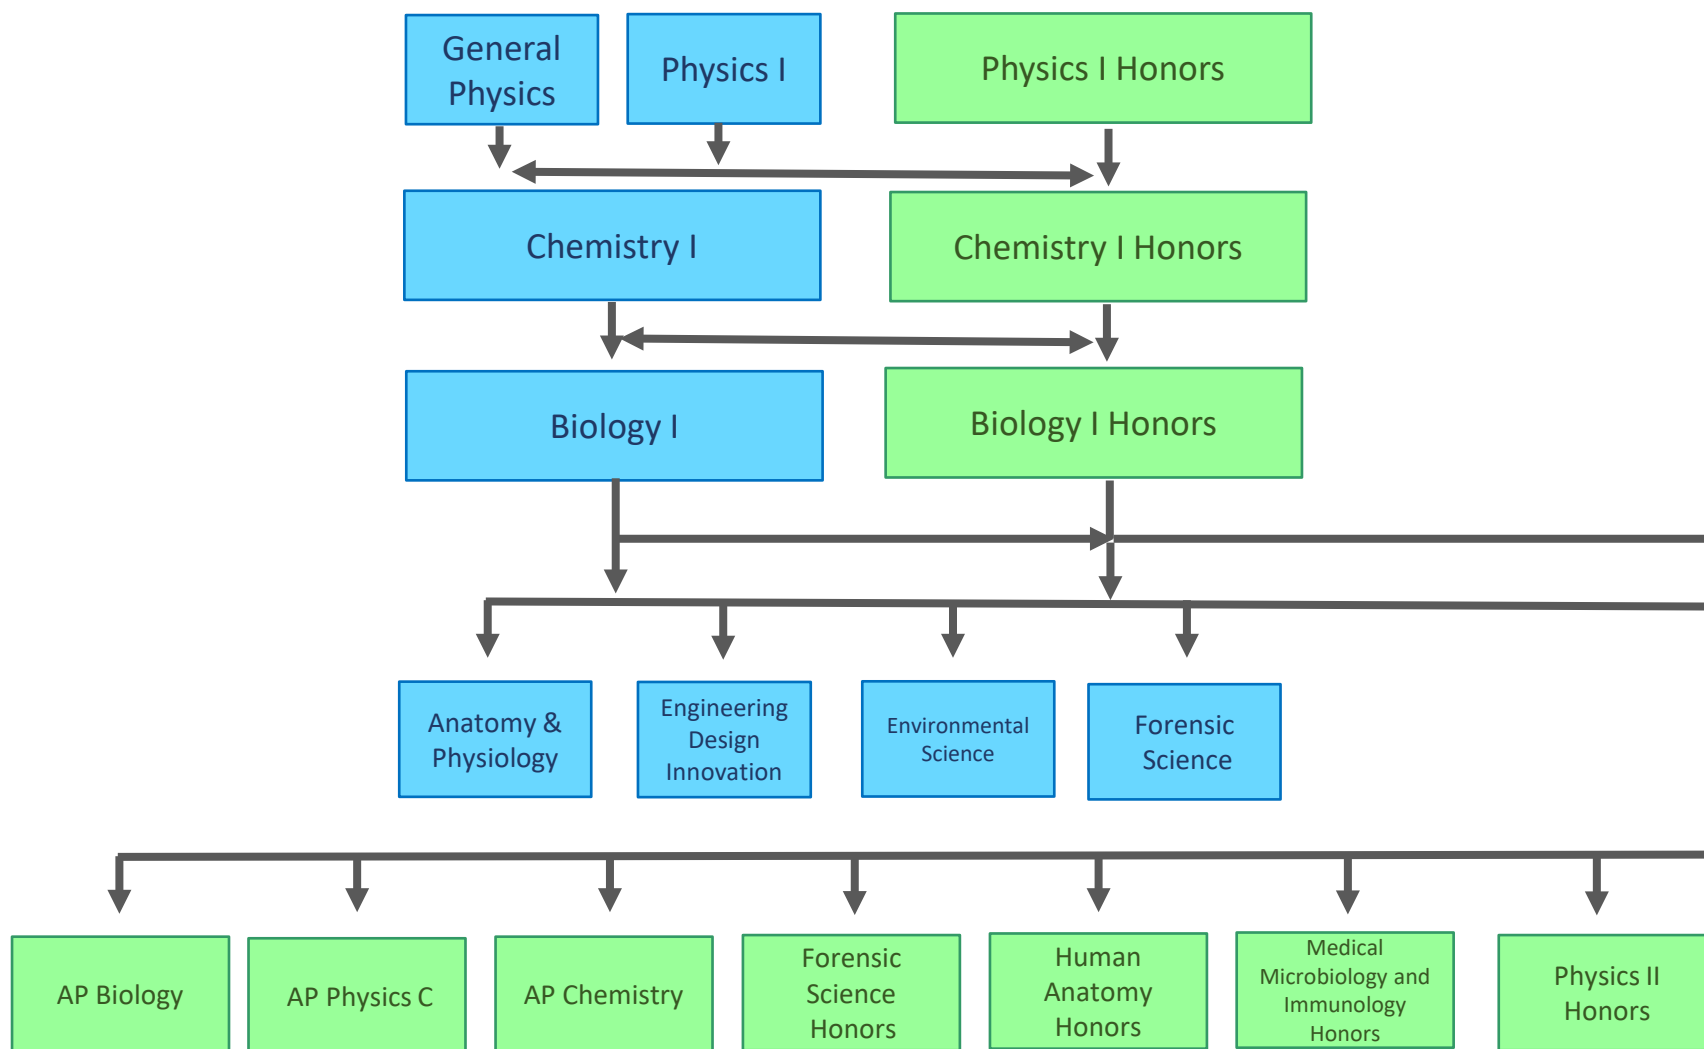 General
Physics
Physics I
Physics I Honors
Chemistry I
Chemistry I Honors
Biology I
Biology I Honors
Anatomy &
Physiology
Engineering
Design
Innovation
Environmental
Science
Forensic
Science
AP Biology
AP Physics C
AP Chemistry
Forensic
Science
Honors
Human
Anatomy
Honors
Medical
Microbiology and
Immunology
Honors
Physics II
Honors